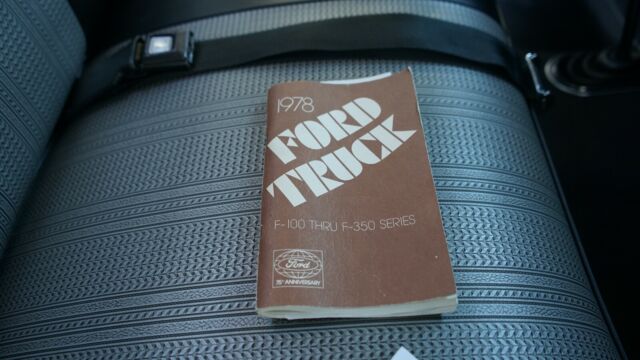 1978
FORD
TRUCK
F-100 THRU F-350 SERIES
Ford
75th ANNIVERSARY